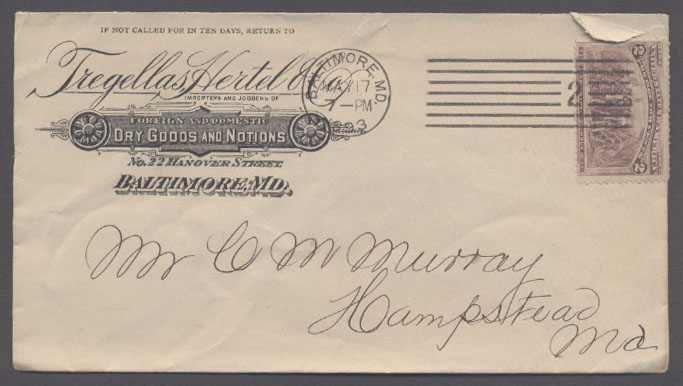 IF NOT CALLED FOR IN TEN DAYS, RETURN TO
Tregellas, Hertel & Co
IMPORTERS AND JOBBERS OF
FOREIGN AND DOMESTIC
DRY GOODS AND NOTIONS
No. 22 HANOVER STREET
BALTIMORE, MD.
BALTIMORE, MD.
MAY 17
7-PM
2
Mr C M Murray
Hampstead
Md